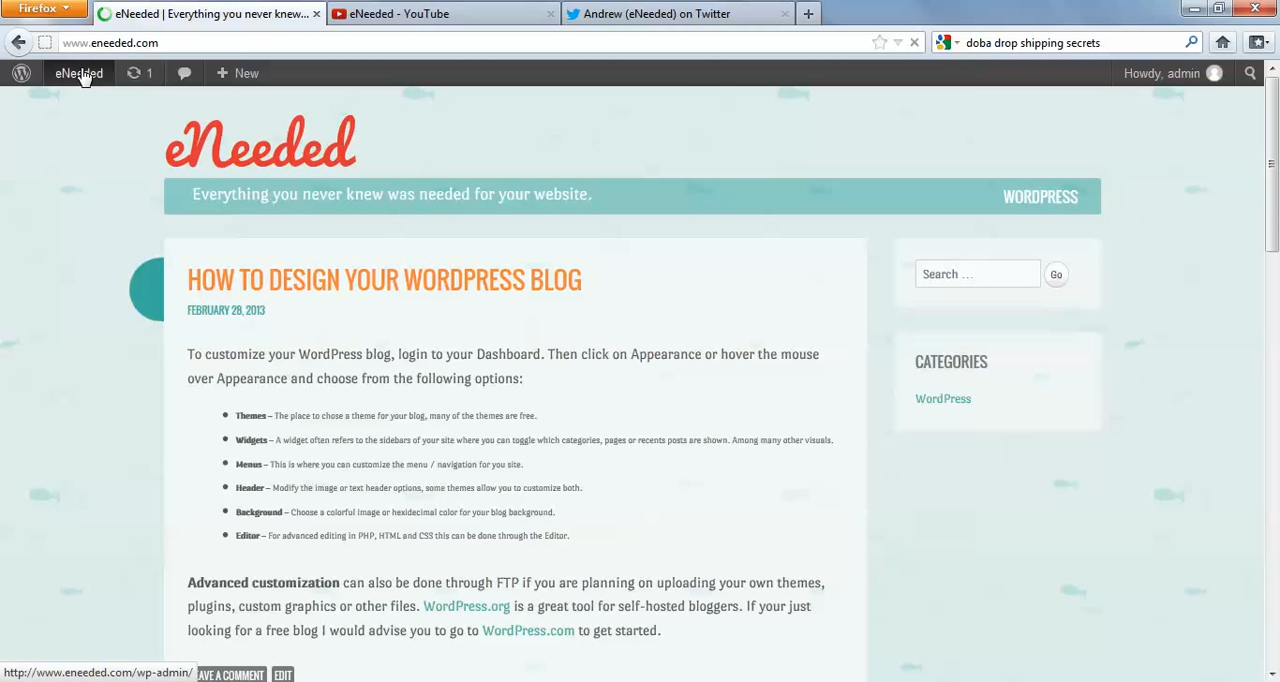 Firefox
eNeeded | Everything you never knew...
eNeeded - YouTube
Andrew (eNeeded) on Twitter
www.eneeded.com
doba drop shipping secrets
eNeeded
1
New
Howdy, admin
eNeeded
Everything you never knew was needed for your website.
WORDPRESS
HOW TO DESIGN YOUR WORDPRESS BLOG
FEBRUARY 28, 2013
To customize your WordPress blog, login to your Dashboard. Then click on Appearance or hover the mouse
over Appearance and choose from the following options:
Themes – The place to chose a theme for your blog, many of the themes are free.
Widgets – A widget often refers to the sidebars of your site where you can toggle which categories, pages or recents posts are shown. Among many other visuals.
Menus – This is where you can customize the menu / navigation for you site.
Header – Modify the image or text header options, some themes allow you to customize both.
Background – Choose a colorful image or hexidecimal color for your blog background.
Editor – For advanced editing in PHP, HTML and CSS this can be done through the Editor.
Advanced customization can also be done through FTP if you are planning on uploading your own themes,
plugins, custom graphics or other files. WordPress.org is a great tool for self-hosted bloggers. If your just
looking for a free blog I would advise you to go to WordPress.com to get started.
Search ...
Go
CATEGORIES
WordPress
http://www.eneeded.com/wp-admin/
EAVE A COMMENT
EDIT